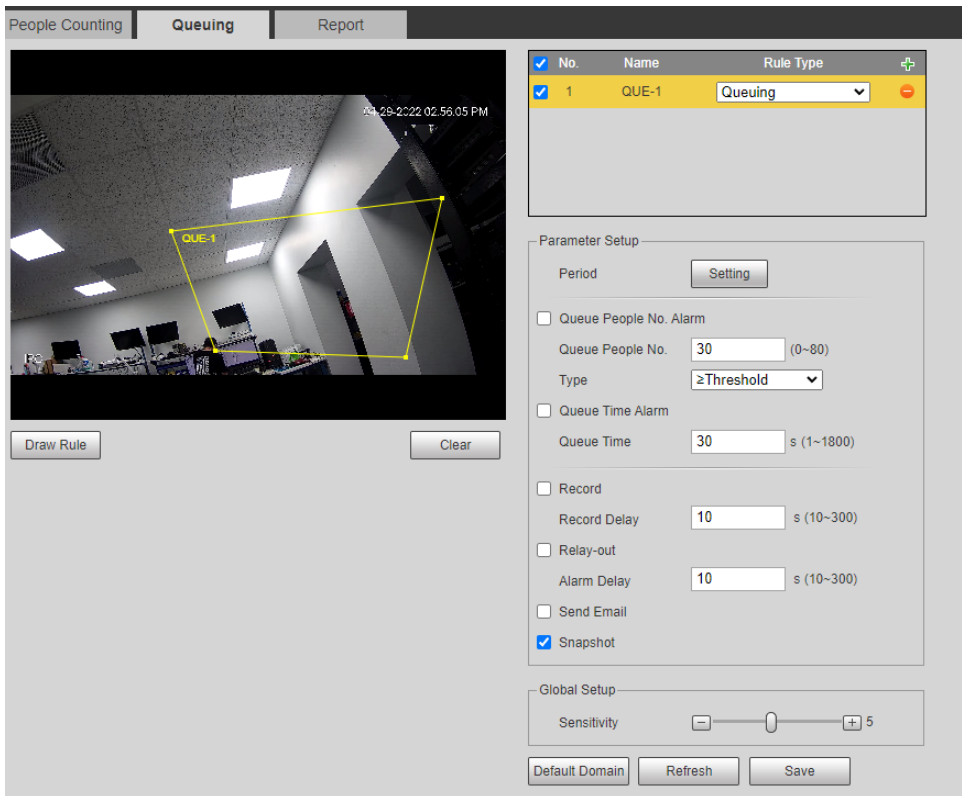 People Counting Queuing Report
No. Name Rule Type
1 QUE-1 Queuing
04-29-2022 02:56:05 PM
QUE-1
IPC
Draw Rule Clear
Parameter Setup
Period Setting
Queue People No. Alarm
Queue People No. 30 (0~80)
Type ≥Threshold
Queue Time Alarm
Queue Time 30 s (1~1800)
Record
Record Delay 10 s (10~300)
Relay-out
Alarm Delay 10 s (10~300)
Send Email
Snapshot
Global Setup
Sensitivity 5
Default Domain Refresh Save